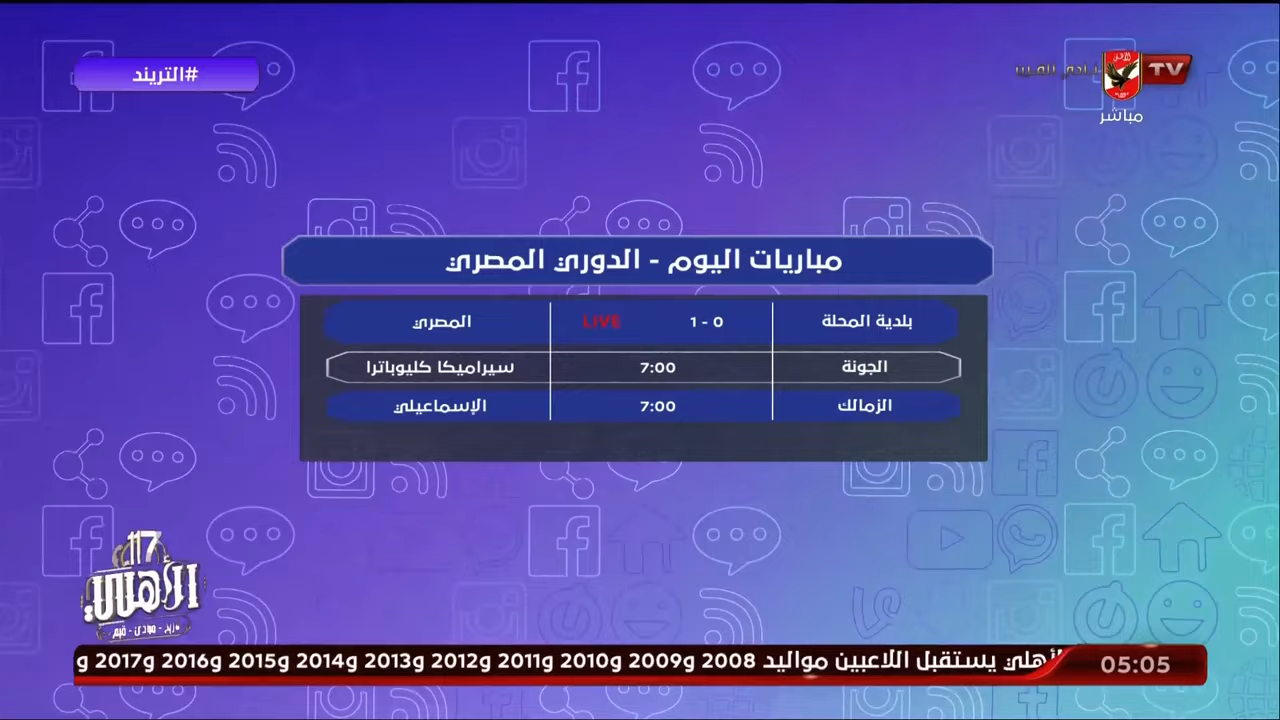 #التريند
TV
مباشر
مباريات اليوم - الدوري المصري
بلدية المحلة 0 - 1 LIVE المصري
الجونة 7:00 سيراميكا كليوباترا
الزمالك 7:00 الإسماعيلي
117
الأهلي
05:05
يستقبل اللاعبين مواليد 2008 و2009 و2010 و2011 و2012 و2013 و2014 و2015 و2016 و2017 و